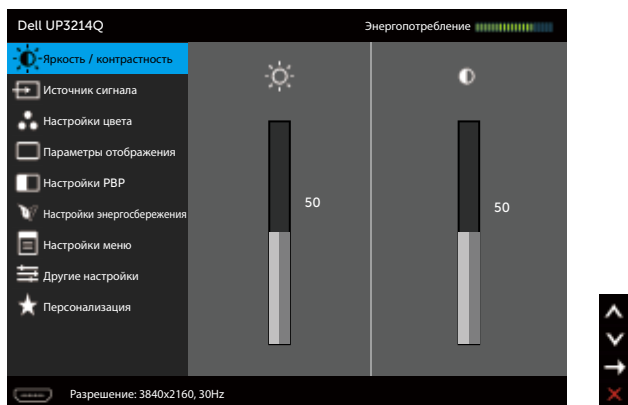 Dell UP3214Q
Энергопотребление
Яркость / контрастность
Источник сигнала
Настройки цвета
Параметры отображения
Настройки PBP
Настройки энергосбережения
Настройки меню
Другие настройки
Персонализация
50
50
Разрешение: 3840x2160, 30Hz